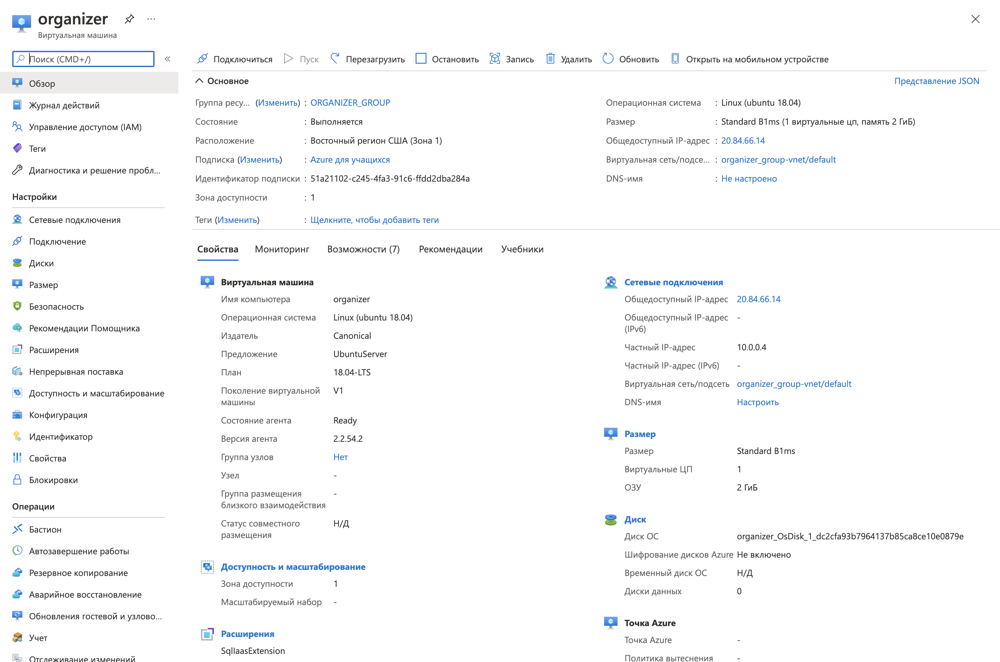 organizer
Виртуальная машина
Поиск (CMD+/)
Обзор
Журнал действий
Управление доступом (IAM)
Теги
Диагностика и решение пробл...
Настройки
Сетевые подключения
Подключение
Диски
Размер
Безопасность
Рекомендации Помощника
Расширения
Непрерывная поставка
Доступность и масштабирование
Конфигурация
Идентификатор
Свойства
Блокировки
Операции
Бастион
Автозавершение работы
Резервное копирование
Аварийное восстановление
Обновления гостевой и узлово...
Учет
Отслеживание изменений
Подключиться Пуск Перезагрузить Остановить Запись Удалить Обновить Открыть на мобильном устройстве
Основное Представление JSON
Группа ресу... (Изменить) : ORGANIZER_GROUP
Состояние : Выполняется
Расположение : Восточный регион США (Зона 1)
Подписка (Изменить) : Azure для учащихся
Идентификатор подписки : 51a21102-c245-4fa3-91c6-ffdd2dba284a
Зона доступности : 1
Теги (Изменить) : Щелкните, чтобы добавить теги
Операционная система : Linux (ubuntu 18.04)
Размер : Standard B1ms (1 виртуальные цп, память 2 ГиБ)
Общедоступный IP-адрес : 20.84.66.14
Виртуальная сеть/подсе... : organizer_group-vnet/default
DNS-имя : Не настроено
Свойства Мониторинг Возможности (7) Рекомендации Учебники
Виртуальная машина
Имя компьютера organizer
Операционная система Linux (ubuntu 18.04)
Издатель Canonical
Предложение UbuntuServer
План 18.04-LTS
Поколение виртуальной V1
машины
Состояние агента Ready
Версия агента 2.2.54.2
Группа узлов Нет
Узел -
Группа размещения -
близкого взаимодействия
Статус совместного Н/Д
размещения
Доступность и масштабирование
Зона доступности 1
Масштабируемый набор -
Расширения
SqlIaasExtension
Сетевые подключения
Общедоступный IP-адрес 20.84.66.14
Общедоступный IP-адрес -
(IPv6)
Частный IP-адрес 10.0.0.4
Частный IP-адрес (IPv6) -
Виртуальная сеть/подсеть organizer_group-vnet/default
DNS-имя Настроить
Размер
Размер Standard B1ms
Виртуальные ЦП 1
ОЗУ 2 ГиБ
Диск
Диск ОС organizer_OsDisk_1_dc2cfa93b7964137b85ca8ce10e0879e
Шифрование дисков Azure Не включено
Временный диск ОС Н/Д
Диски данных 0
Точка Azure
Точка Azure -
Политика вытеснения -